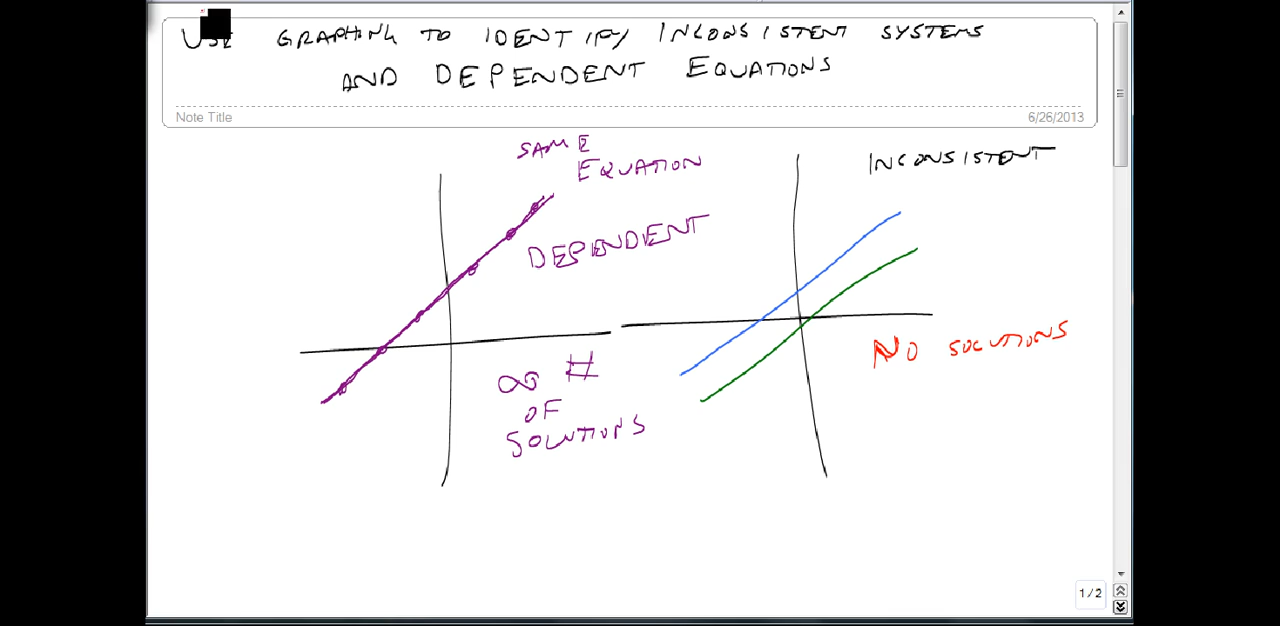 USE GRAPHING TO IDENTIFY INCONSISTENT SYSTEMS
AND DEPENDENT EQUATIONS
Note Title
6/26/2013
SAME
EQUATION
DEPENDENT
∞ #
OF
SOLUTIONS
INCONSISTENT
NO SOLUTIONS
1 / 2